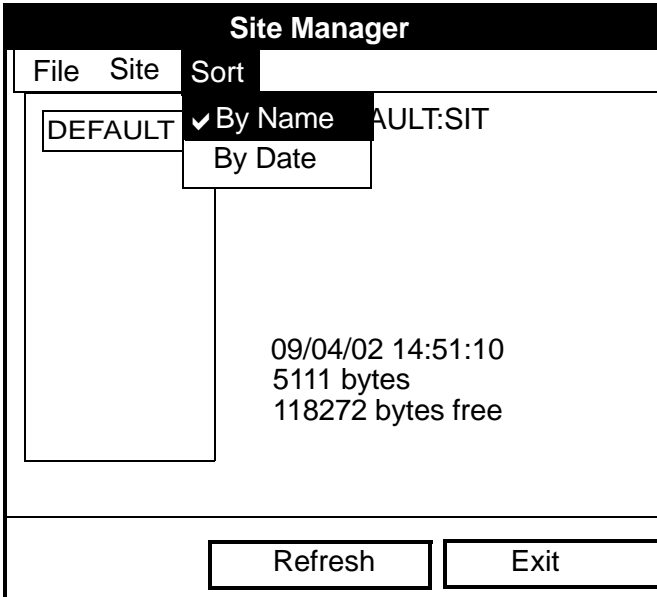 Site Manager
File Site Sort
DEFAULT
✓By Name
AULT:SIT
By Date
09/04/02 14:51:10
5111 bytes
118272 bytes free
Refresh Exit